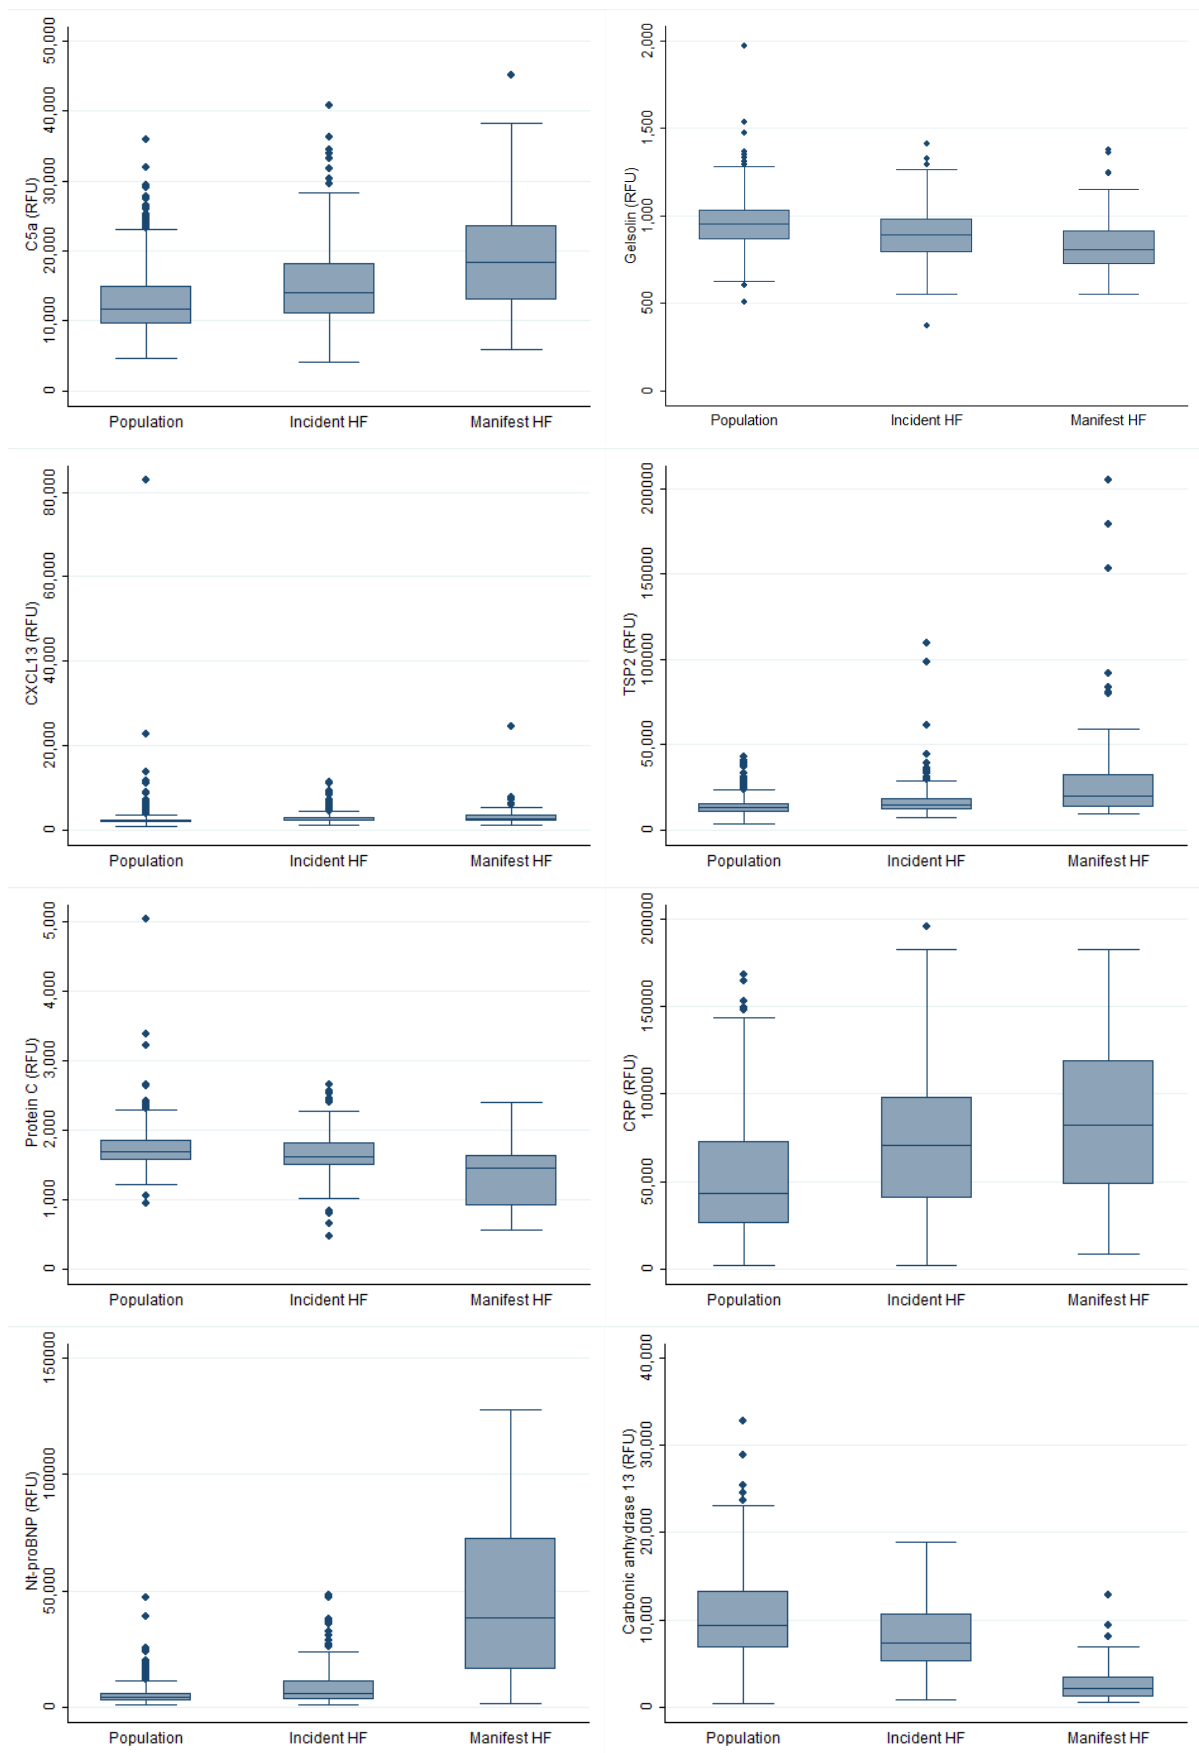 C5a (RFU)
50,000
40,000
30,000
20,000
10,000
0
Population Incident HF Manifest HF
Gelsolin (RFU)
2,000
1,500
1,000
500
0
Population Incident HF Manifest HF
CXCL13 (RFU)
80,000
60,000
40,000
20,000
0
Population Incident HF Manifest HF
TSP2 (RFU)
200000
150000
100000
50,000
0
Population Incident HF Manifest HF
Protein C (RFU)
5,000
4,000
3,000
2,000
1,000
0
Population Incident HF Manifest HF
CRP (RFU)
200000
150000
100000
50,000
0
Population Incident HF Manifest HF
Nt-proBNP (RFU)
150000
100000
50,000
0
Population Incident HF Manifest HF
Carbonic anhydrase 13 (RFU)
40,000
30,000
20,000
10,000
0
Population Incident HF Manifest HF